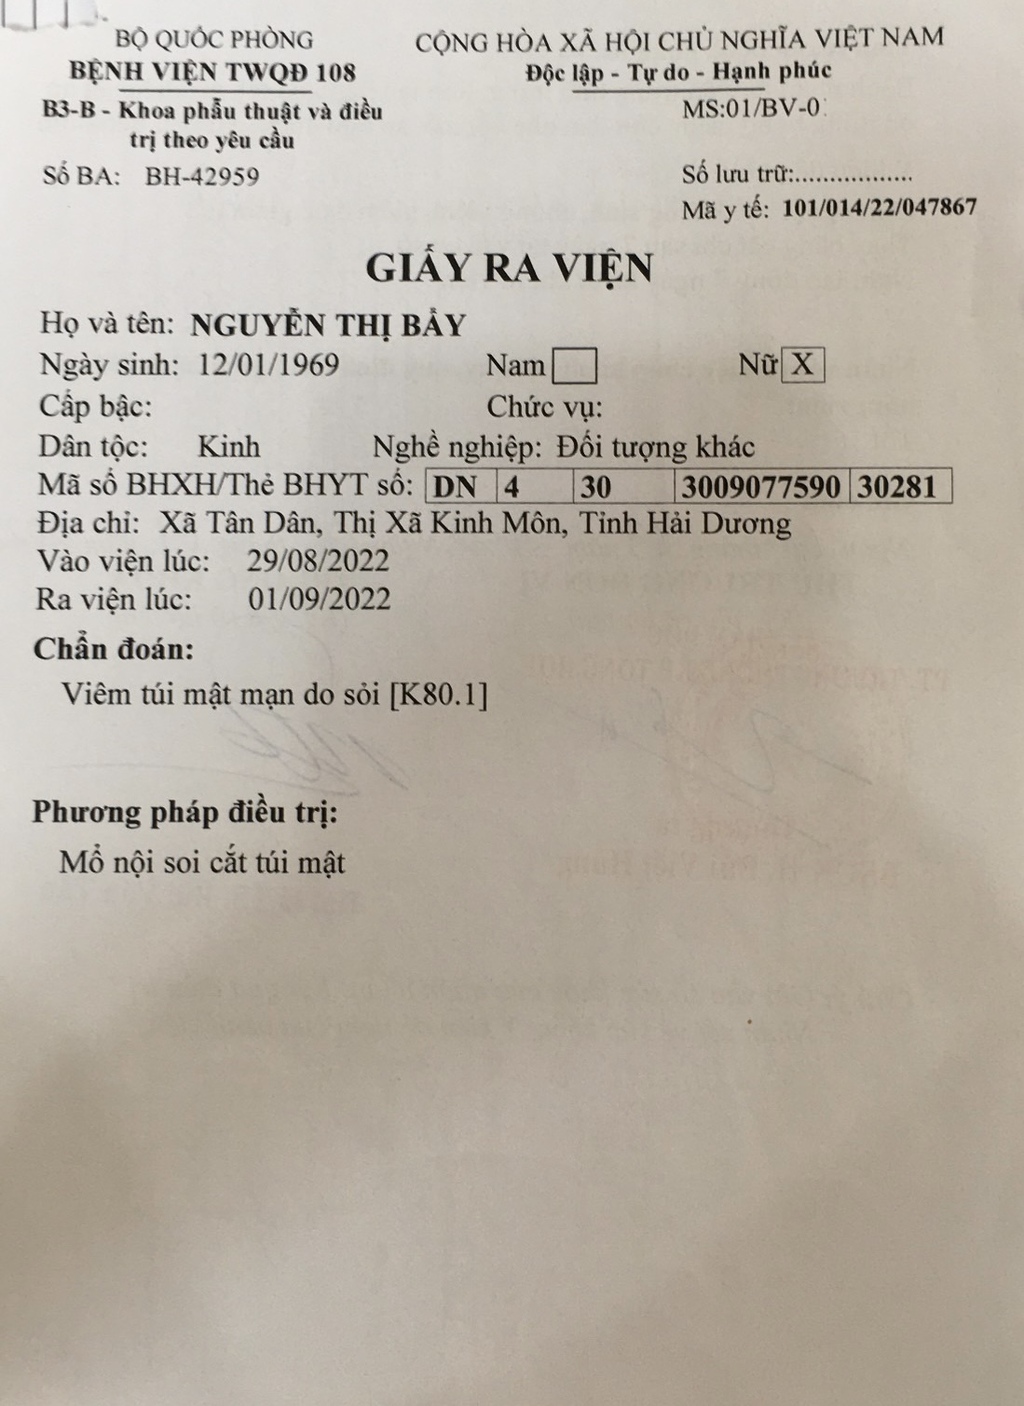 BỘ QUỐC PHÒNG
BỆNH VIỆN TWQĐ 108
B3-B - Khoa phẫu thuật và điều
trị theo yêu cầu
Số BA: BH-42959
CỘNG HÒA XÃ HỘI CHỦ NGHĨA VIỆT NAM
Độc lập - Tự do - Hạnh phúc
MS:01/BV-0
Số lưu trữ:.................
Mã y tế: 101/014/22/047867
GIẤY RA VIỆN
Họ và tên: NGUYỄN THỊ BẢY
Ngày sinh: 12/01/1969 Nam Nữ X
Cấp bậc: Chức vụ:
Dân tộc: Kinh Nghề nghiệp: Đối tượng khác
Mã số BHXH/Thẻ BHYT số: DN 4 30 3009077590 30281
Địa chỉ: Xã Tân Dân, Thị Xã Kinh Môn, Tỉnh Hải Dương
Vào viện lúc: 29/08/2022
Ra viện lúc: 01/09/2022
Chẩn đoán:
Viêm túi mật mạn do sỏi [K80.1]
Phương pháp điều trị:
Mổ nội soi cắt túi mật